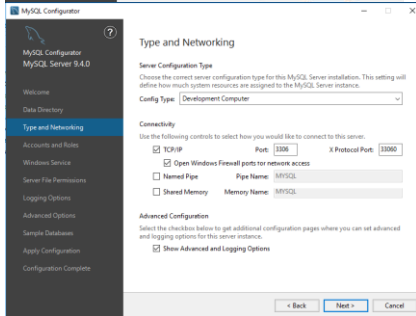 MySQL Configurator
MySQL Configurator
MySQL Server 9.4.0
Welcome
Data Directory
Type and Networking
Accounts and Roles
Windows Service
Server File Permissions
Logging Options
Advanced Options
Sample Databases
Apply Configuration
Configuration Complete
?
Type and Networking
Server Configuration Type
Choose the correct server configuration type for this MySQL Server installation. This setting will
define how much system resources are assigned to the MySQL Server instance.
Config Type: Development Computer
Connectivity
Use the following controls to select how you would like to connect to this server.
TCP/IP Port: 3306 X Protocol Port: 33060
Open Windows Firewall ports for network access
Named Pipe Pipe Name: MYSQL
Shared Memory Memory Name: MYSQL
Advanced Configuration
Select the checkbox below to get additional configuration pages where you can set advanced
and logging options for this server instance.
Show Advanced and Logging Options
< Back Next > Cancel